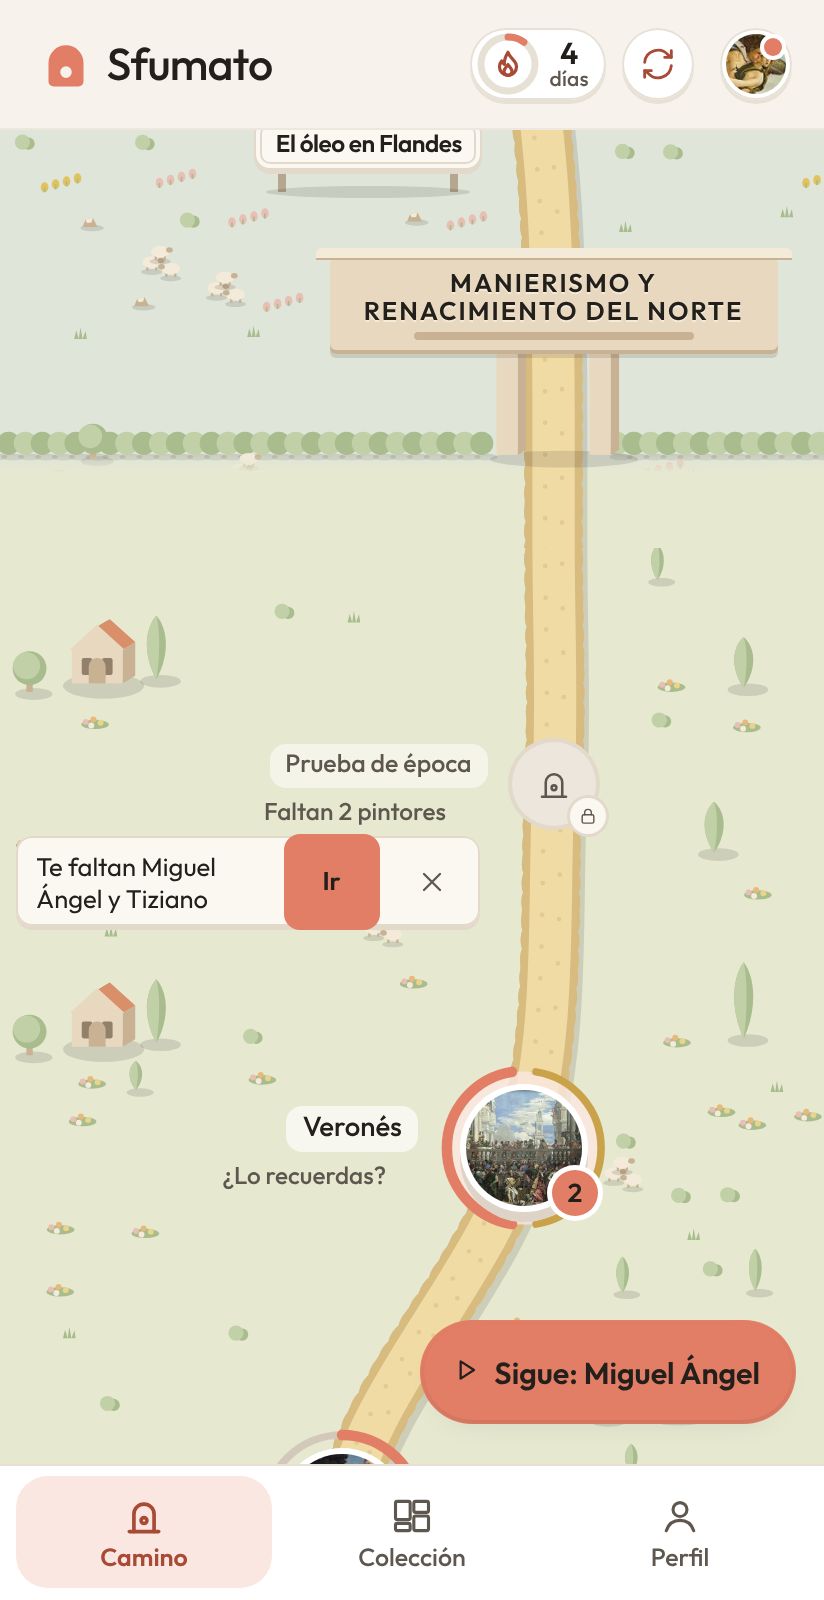 Sfumato
4
días
El óleo en Flandes
MANIERISMO Y
RENACIMIENTO DEL NORTE
Prueba de época
Faltan 2 pintores
Te faltan Miguel
Ángel y Tiziano
Ir
Veronés
¿Lo recuerdas?
2
Sigue: Miguel Ángel
Camino
Colección
Perfil